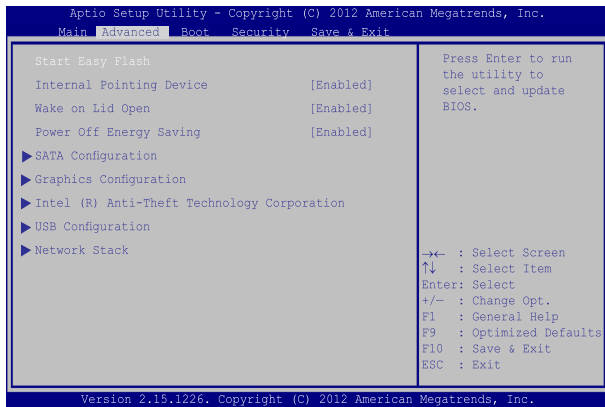 Aptio Setup Utility - Copyright (C) 2012 American Megatrends, Inc.
Main Advanced Boot Security Save & Exit
Start Easy Flash
Internal Pointing Device [Enabled]
Wake on Lid Open [Enabled]
Power Off Energy Saving [Enabled]
SATA Configuration
Graphics Configuration
Intel (R) Anti-Theft Technology Corporation
USB Configuration
Network Stack
Press Enter to run
the utility to
select and update
BIOS.
→← : Select Screen
↑↓ : Select Item
Enter: Select
+/— : Change Opt.
F1 : General Help
F9 : Optimized Defaults
F10 : Save & Exit
ESC : Exit
Version 2.15.1226. Copyright (C) 2012 American Megatrends, Inc.